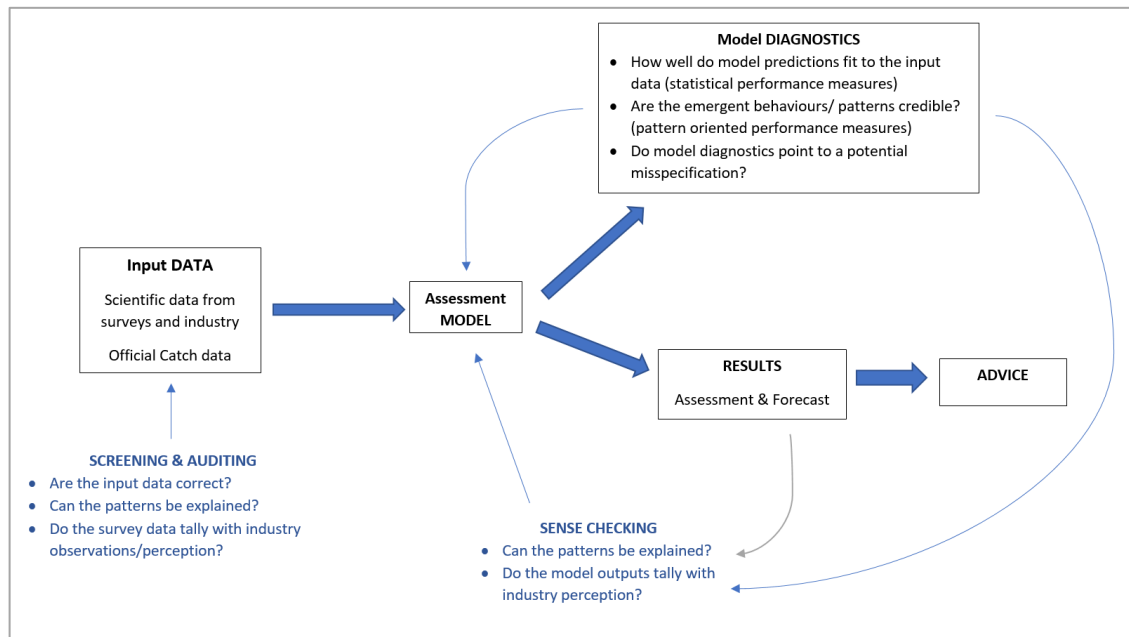 Model DIAGNOSTICS
• How well do model predictions fit to the input
data (statistical performance measures)
• Are the emergent behaviours/ patterns credible?
(pattern oriented performance measures)
• Do model diagnostics point to a potential
misspecification?
Input DATA
Scientific data from
surveys and industry
Official Catch data
Assessment
MODEL
RESULTS
Assessment & Forecast
ADVICE
SCREENING & AUDITING
• Are the input data correct?
• Can the patterns be explained?
• Do the survey data tally with industry
observations/perception?
SENSE CHECKING
• Can the patterns be explained?
• Do the model outputs tally with
industry perception?